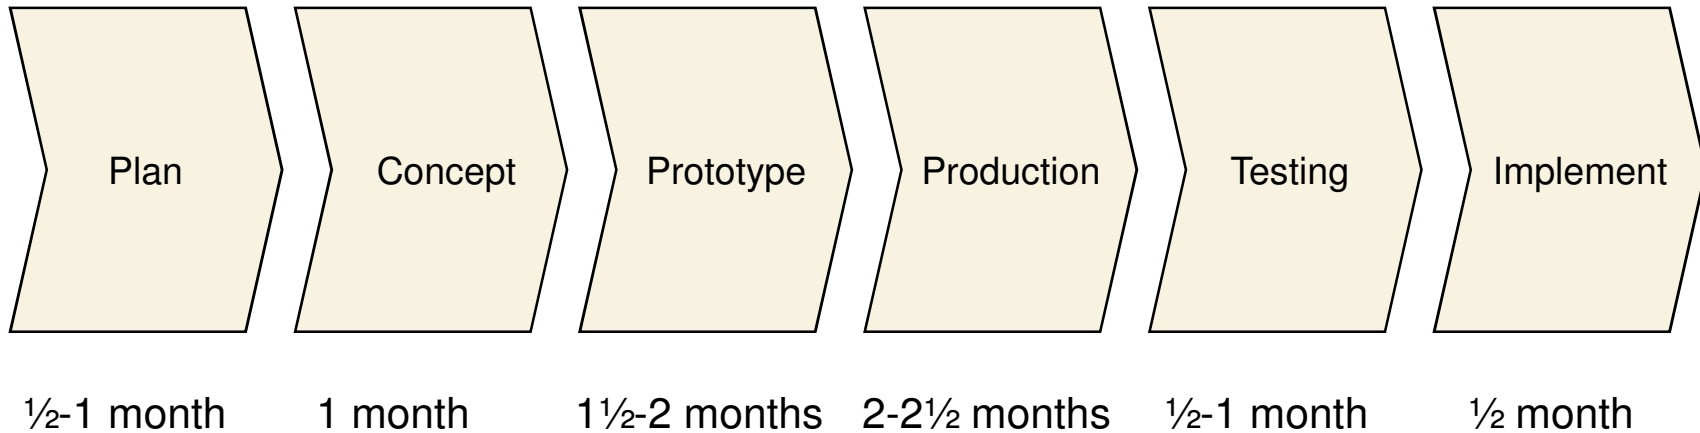 Plan
Concept
Prototype
Production
Testing
Implement
½-1 month
1 month
1½-2 months
2-2½ months
½-1 month
½ month